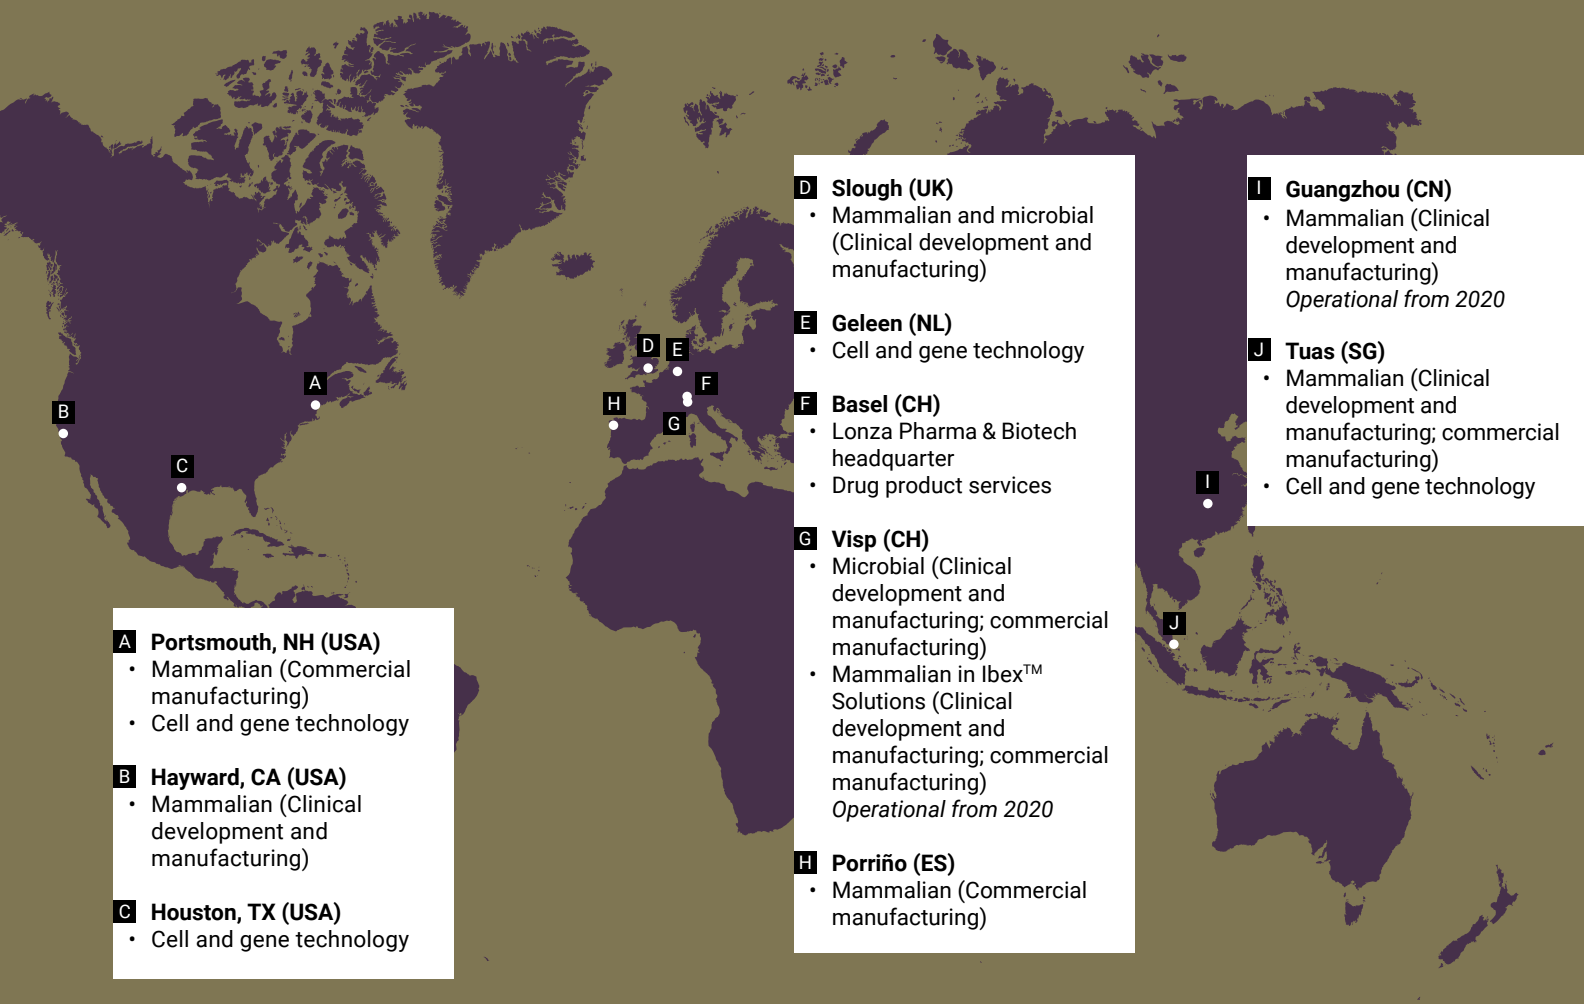 A
B
C
D
E
F
G
H
I
J
A Portsmouth, NH (USA)
• Mammalian (Commercial
manufacturing)
• Cell and gene technology
B Hayward, CA (USA)
• Mammalian (Clinical
development and
manufacturing)
C Houston, TX (USA)
• Cell and gene technology
D Slough (UK)
• Mammalian and microbial
(Clinical development and
manufacturing)
E Geleen (NL)
• Cell and gene technology
F Basel (CH)
• Lonza Pharma & Biotech
headquarter
• Drug product services
G Visp (CH)
• Microbial (Clinical
development and
manufacturing; commercial
manufacturing)
• Mammalian in Ibex™
Solutions (Clinical
development and
manufacturing; commercial
manufacturing)
Operational from 2020
H Porriño (ES)
• Mammalian (Commercial
manufacturing)
I Guangzhou (CN)
• Mammalian (Clinical
development and
manufacturing)
Operational from 2020
J Tuas (SG)
• Mammalian (Clinical
development and
manufacturing; commercial
manufacturing)
• Cell and gene technology